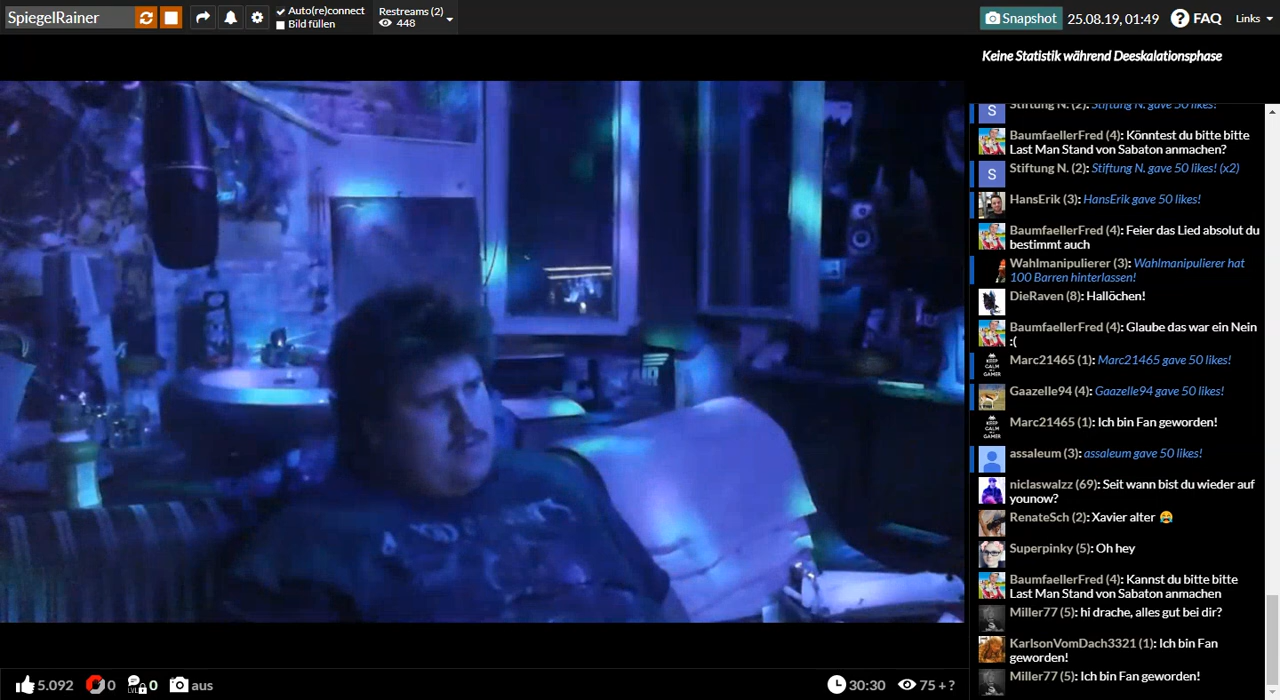 SpiegelRainer
Auto(re)connect
Bild füllen
Restreams (2)
448
Snapshot
25.08.19, 01:49
? FAQ
Links
Keine Statistik während Deeskalationsphase
S
Stiftung N. (2): Stiftung N. gave 50 likes!
BaumfaellerFred (4): Könntest du bitte bitte
Last Man Stand von Sabaton anmachen?
S
Stiftung N. (2): Stiftung N. gave 50 likes! (x2)
HansErik (3): HansErik gave 50 likes!
BaumfaellerFred (4): Feier das Lied absolut du
bestimmt auch
Wahlmanipulierer (3): Wahlmanipulierer hat
100 Barren hinterlassen!
DieRaven (8): Hallöchen!
BaumfaellerFred (4): Glaube das war ein Nein
:(
Marc21465 (1): Marc21465 gave 50 likes!
KEEP
CALM
GAMER
Gaazelle94 (4): Gaazelle94 gave 50 likes!
Marc21465 (1): Ich bin Fan geworden!
KEEP
CALM
GAMER
assaleum (3): assaleum gave 50 likes!
niclaswalzz (69): Seit wann bist du wieder auf
younow?
RenateSch (2): Xavier alter 😂
Superpinky (5): Oh hey
BaumfaellerFred (4): Kannst du bitte bitte
Last Man Stand von Sabaton anmachen
Miller77 (5): hi drache, alles gut bei dir?
KarlsonVomDach3321 (1): Ich bin Fan
geworden!
Miller77 (5): Ich bin Fan geworden!
5.092
0
LVL
0
aus
30:30
75 + ?